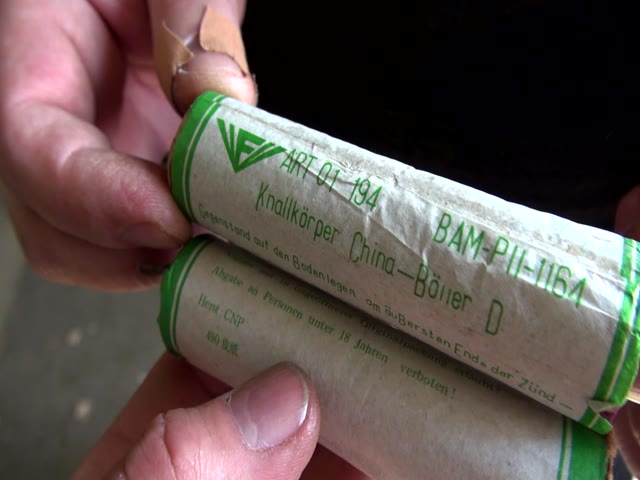 ART 01-194 BAM-PII-1164
Knallkörper China-Böller D
Gegenstand auf den Boden legen am äußersten Ende der Zünd-
Abgabe an Personen unter 18 Jahren verboten!
Herst. CNP